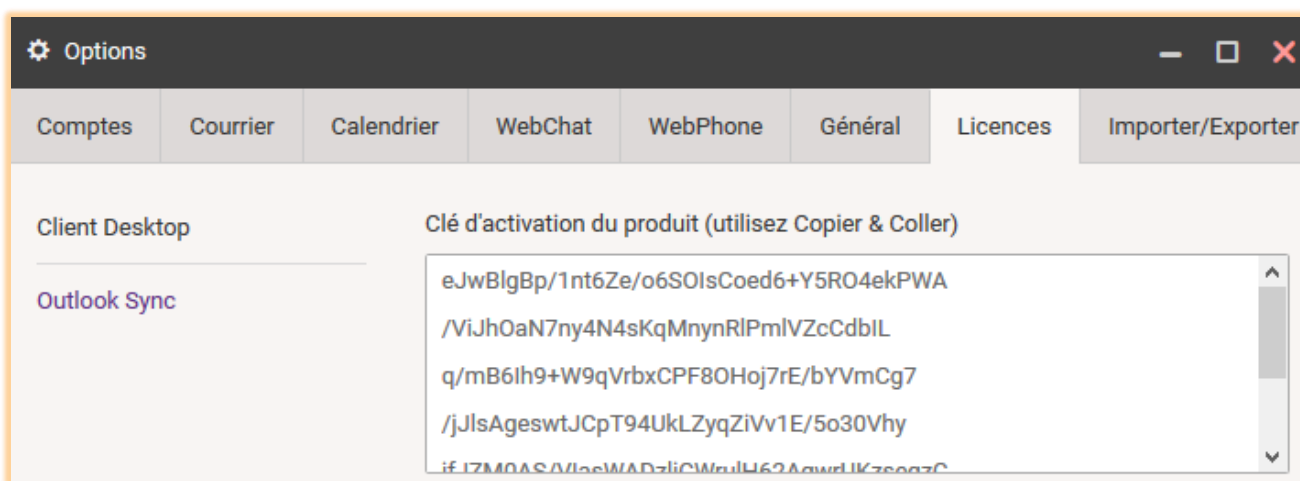 Options
Comptes Courrier Calendrier WebChat WebPhone Général Licences Importer/Exporter
Client Desktop
Outlook Sync
Clé d'activation du produit (utilisez Copier & Coller)
eJwBlgBp/1nt6Ze/o6SOIsCoed6+Y5RO4ekPWA
/ViJhOaN7ny4N4sKqMnynRlPmlVZcCdbIL
q/mB6Ih9+W9qVrbxCPF8OHoj7rE/bYVmCg7
/jJlsAgeswtJCpT94UkLZyqZiVv1E/5o30Vhy